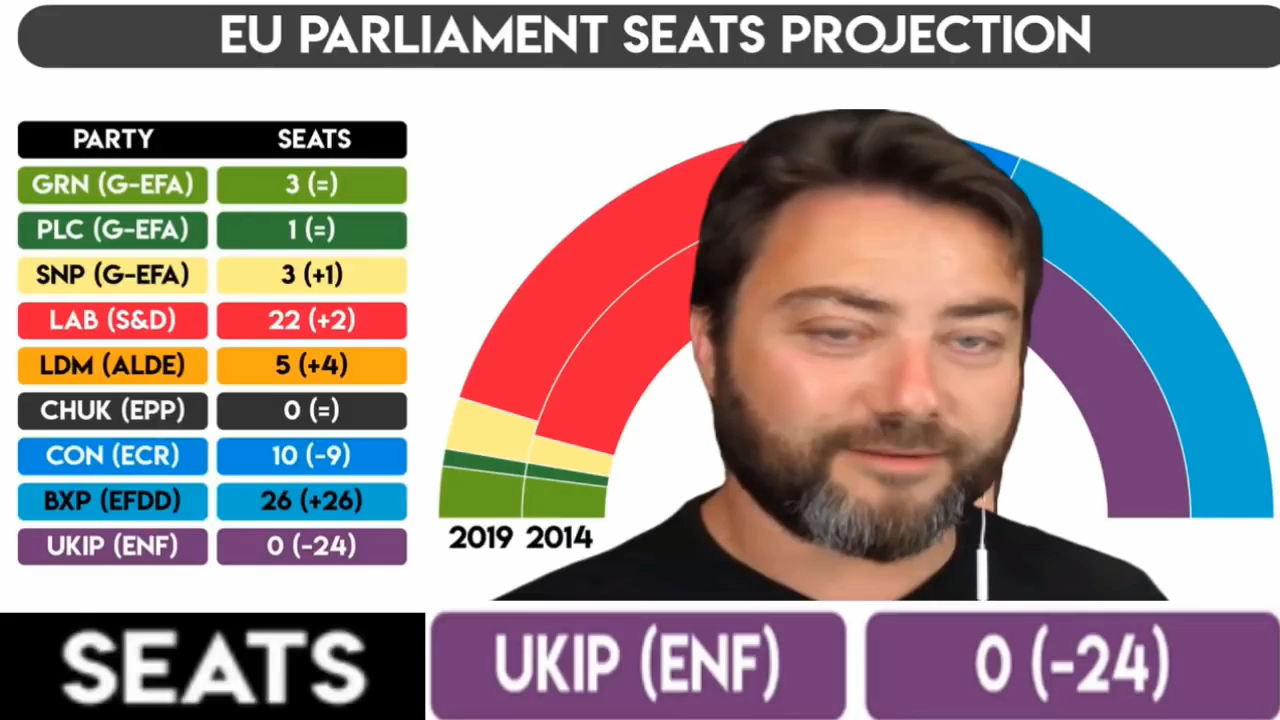 EU PARLIAMENT SEATS PROJECTION
PARTY SEATS
GRN (G-EFA) 3 (=)
PLC (G-EFA) 1 (=)
SNP (G-EFA) 3 (+1)
LAB (S&D) 22 (+2)
LDM (ALDE) 5 (+4)
CHUK (EPP) 0 (=)
CON (ECR) 10 (-9)
BXP (EFDD) 26 (+26)
UKIP (ENF) 0 (-24)
2019 2014
SEATS UKIP (ENF) 0 (-24)